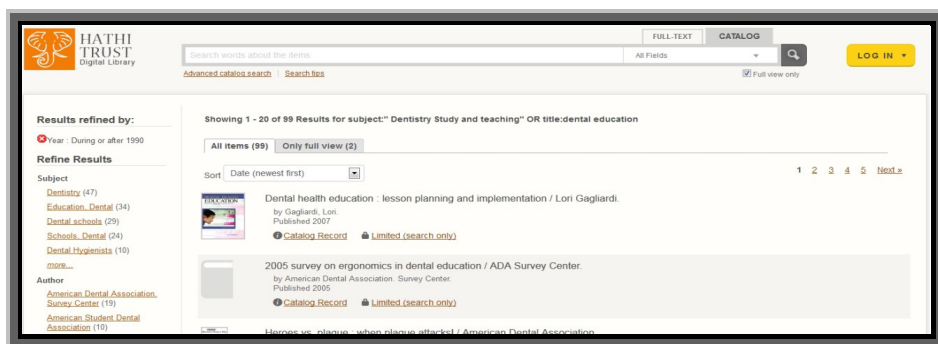 HATHI
TRUST
Digital Library
FULL-TEXT
CATALOG
Search words about the items
All Fields
LOG IN
Advanced catalog search | Search tips
Full view only
Results refined by:
Year : During or after 1990
Refine Results
Subject
Dentistry (47)
Education, Dental (34)
Dental schools (29)
Schools, Dental (24)
Dental Hygienists (10)
more...
Author
American Dental Association.
Survey Center (19)
American Student Dental
Association (10)
Showing 1 - 20 of 99 Results for subject:" Dentistry Study and teaching" OR title:dental education
All items (99) Only full view (2)
Sort Date (newest first)
1 2 3 4 5 Next »
EDUCATION
Dental health education : lesson planning and implementation / Lori Gagliardi.
by Gagliardi, Lori.
Published 2007
Catalog Record Limited (search only)
2005 survey on ergonomics in dental education / ADA Survey Center.
by American Dental Association. Survey Center.
Published 2005
Catalog Record Limited (search only)
Heroes vs. plaque : when plaque attacks! / American Dental Association